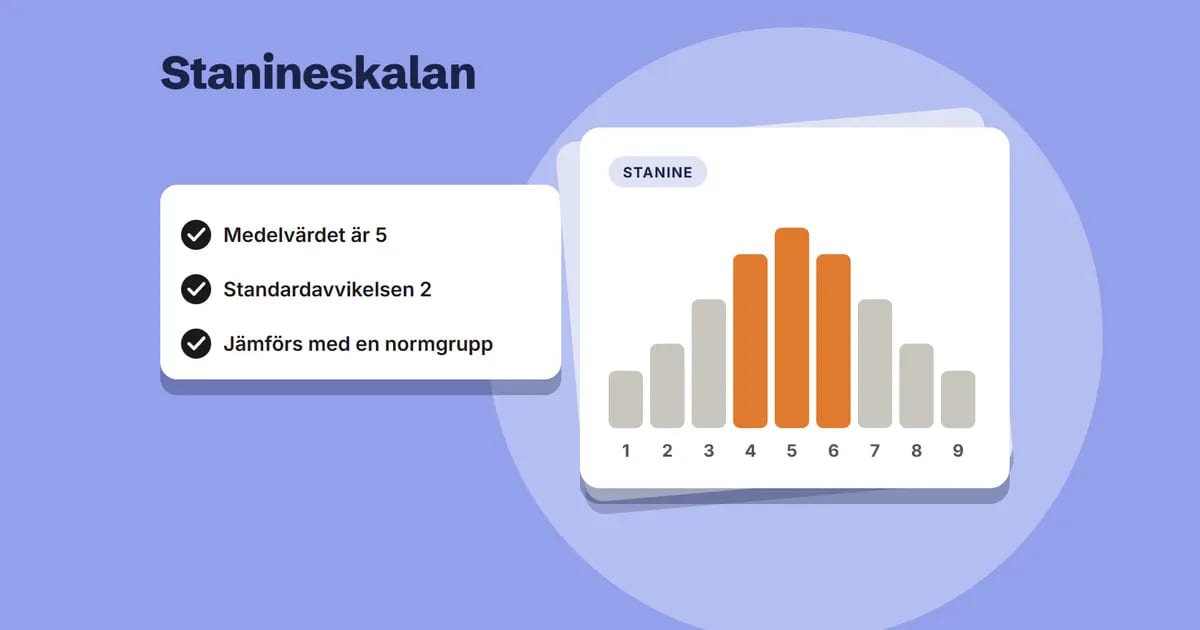 Stanineskalan
Medelvärdet är 5
Standardavvikelsen 2
Jämförs med en normgrupp
STANINE
1 2 3 4 5 6 7 8 9